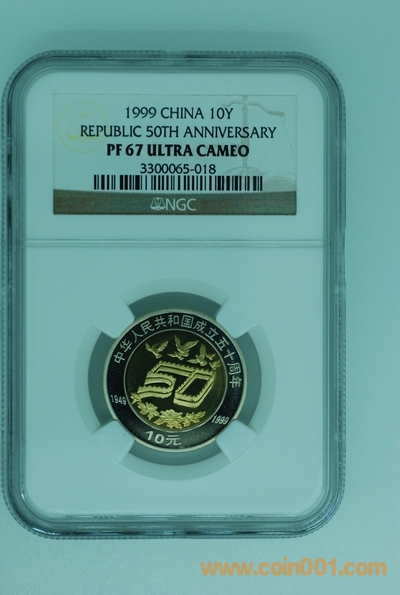 1999 CHINA 10Y
REPUBLIC 50TH ANNIVERSARY
PF 67 ULTRA CAMEO
3300065-018
NGC
中华人民共和国成立五十周年
50
1949
1999
10元
www.coin001.com